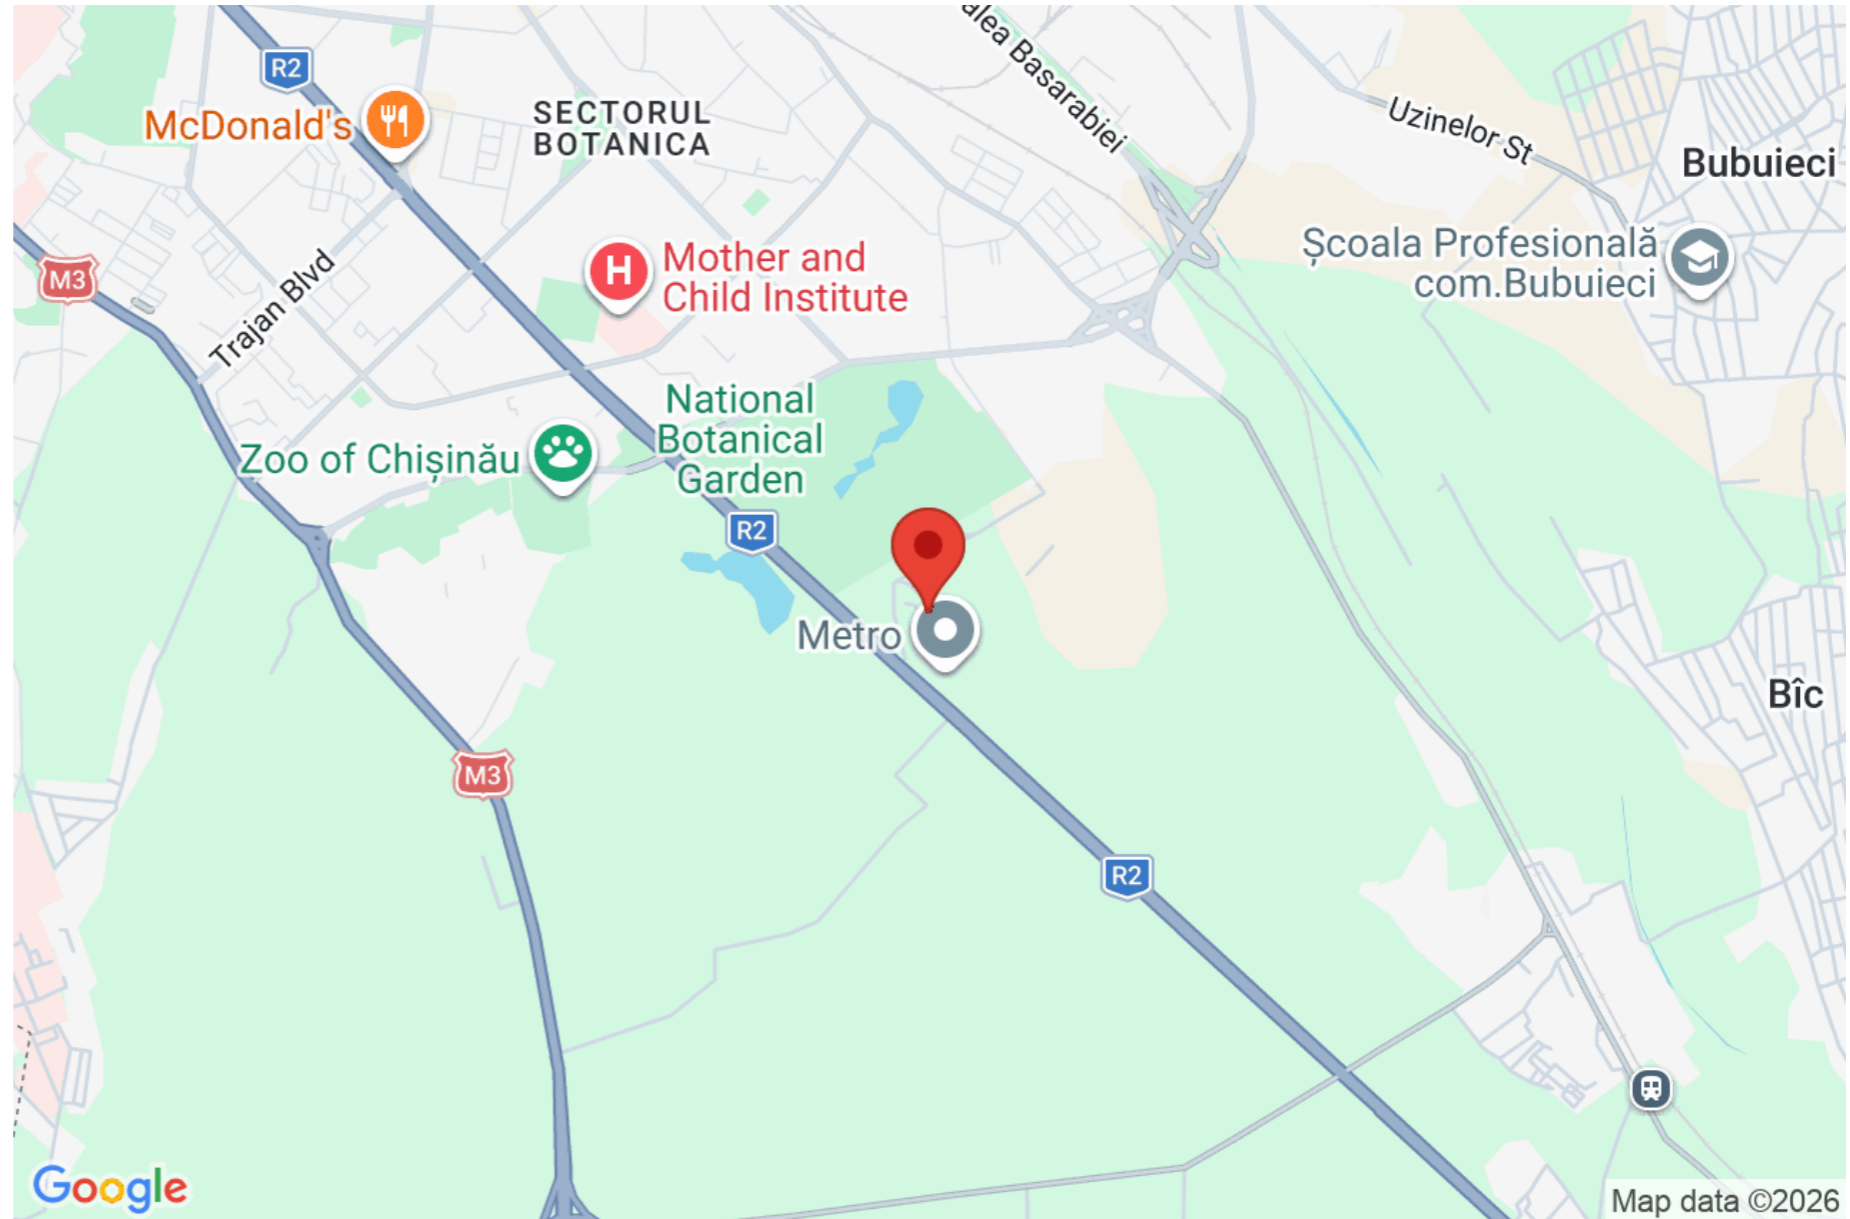 alea Basarabiei
R2
McDonald's
SECTORUL
BOTANICA
Uzinelor St
Bubuieci
Mother and
Child Institute
Școala Profesională
com.Bubuieci
M3
Trajan Blvd
National
Botanical
Garden
Zoo of Chișinău
R2
Metro
Bîc
M3
R2
Google
Map data ©2026